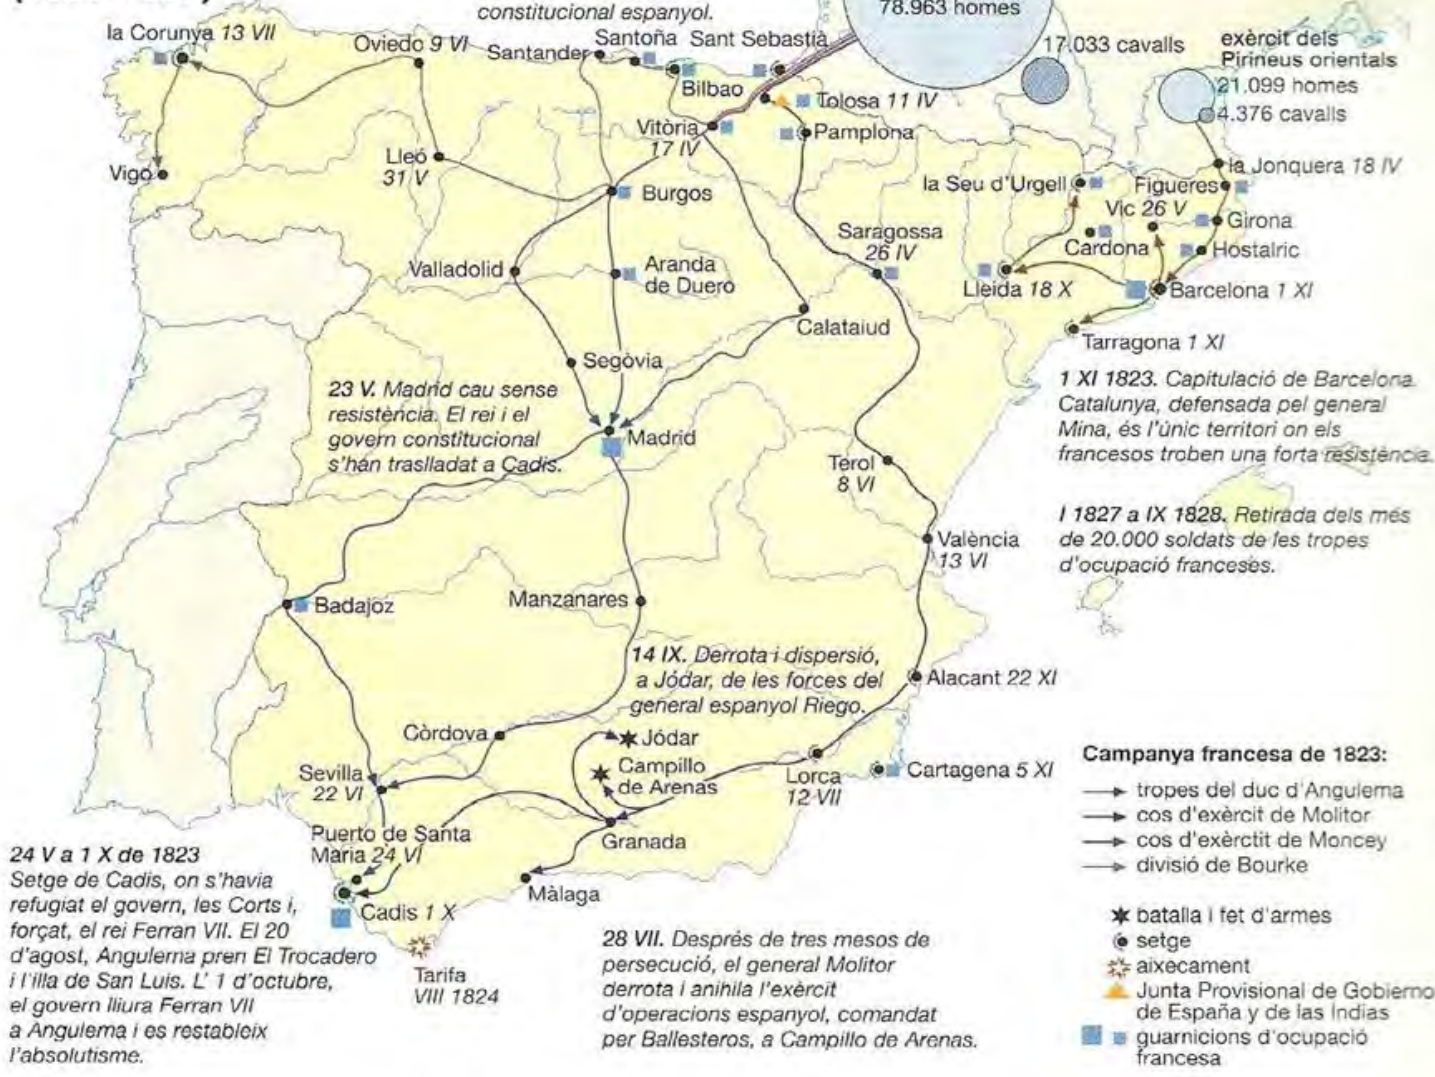 constitucional espanyol.
78.963 homes
17.033 cavalls
exèrcit dels
Pirineus orientals
21.099 homes
4.376 cavalls
la Corunya 13 VII
Oviedo 9 VI
Santander
Santoña
Sant Sebastià
Bilbao
Tolosa 11 IV
Vitòria
17 IV
Pamplona
Vigo
Lleó
31 V
Burgos
la Seu d'Urgell
la Jonquera 18 IV
Figueres
Vic 26 V
Girona
Cardona
Hostalric
Saragossa
26 IV
Valladolid
Aranda
de Duero
Lleida 18 X
Barcelona 1 XI
Calataiud
Tarragona 1 XI
Segòvia
23 V. Madrid cau sense
resistència. El rei i el
govern constitucional
s'han traslladat a Cadis.
Madrid
1 XI 1823. Capitulació de Barcelona.
Catalunya, defensada pel general
Mina, és l'únic territori on els
francesos troben una forta resistència.
Terol
8 VI
I 1827 a IX 1828. Retirada dels més
de 20.000 soldats de les tropes
d'ocupació franceses.
València
13 VI
Badajoz
Manzanares
14 IX. Derrota i dispersió,
a Jódar, de les forces del
general espanyol Riego.
Alacant 22 XI
Còrdova
Jódar
Campillo
de Arenas
Sevilla
22 VI
Lorca
12 VII
Cartagena 5 XI
Puerto de Santa
Maria 24 VI
Granada
Màlaga
Cadis 1 X
Tarifa
VIII 1824
24 V a 1 X de 1823
Setge de Cadis, on s'havia
refugiat el govern, les Corts i,
forçat, el rei Ferran VII. El 20
d'agost, Angulema pren El Trocadero
i l'illa de San Luis. L' 1 d'octubre,
el govern lliura Ferran VII
a Angulema i es restableix
l'absolutisme.
28 VII. Després de tres mesos de
persecució, el general Molitor
derrota i anihila l'exèrcit
d'operacions espanyol, comandat
per Ballesteros, a Campillo de Arenas.
Campanya francesa de 1823:
tropes del duc d'Angulema
cos d'exèrcit de Molitor
cos d'exèrctit de Moncey
divisió de Bourke
batalla i fet d'armes
setge
aixecament
Junta Provisional de Gobierno
de España y de las Indias
guarnicions d'ocupació
francesa